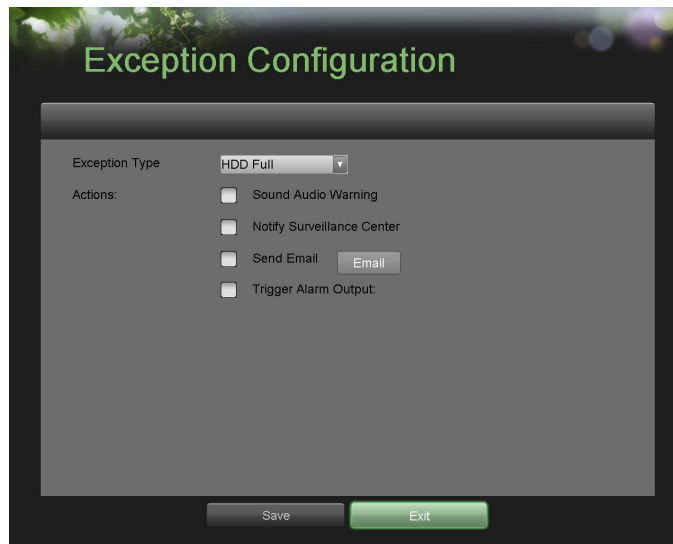 Exception Configuration
Exception Type HDD Full
Actions: Sound Audio Warning
Notify Surveillance Center
Send Email Email
Trigger Alarm Output:
Save Exit